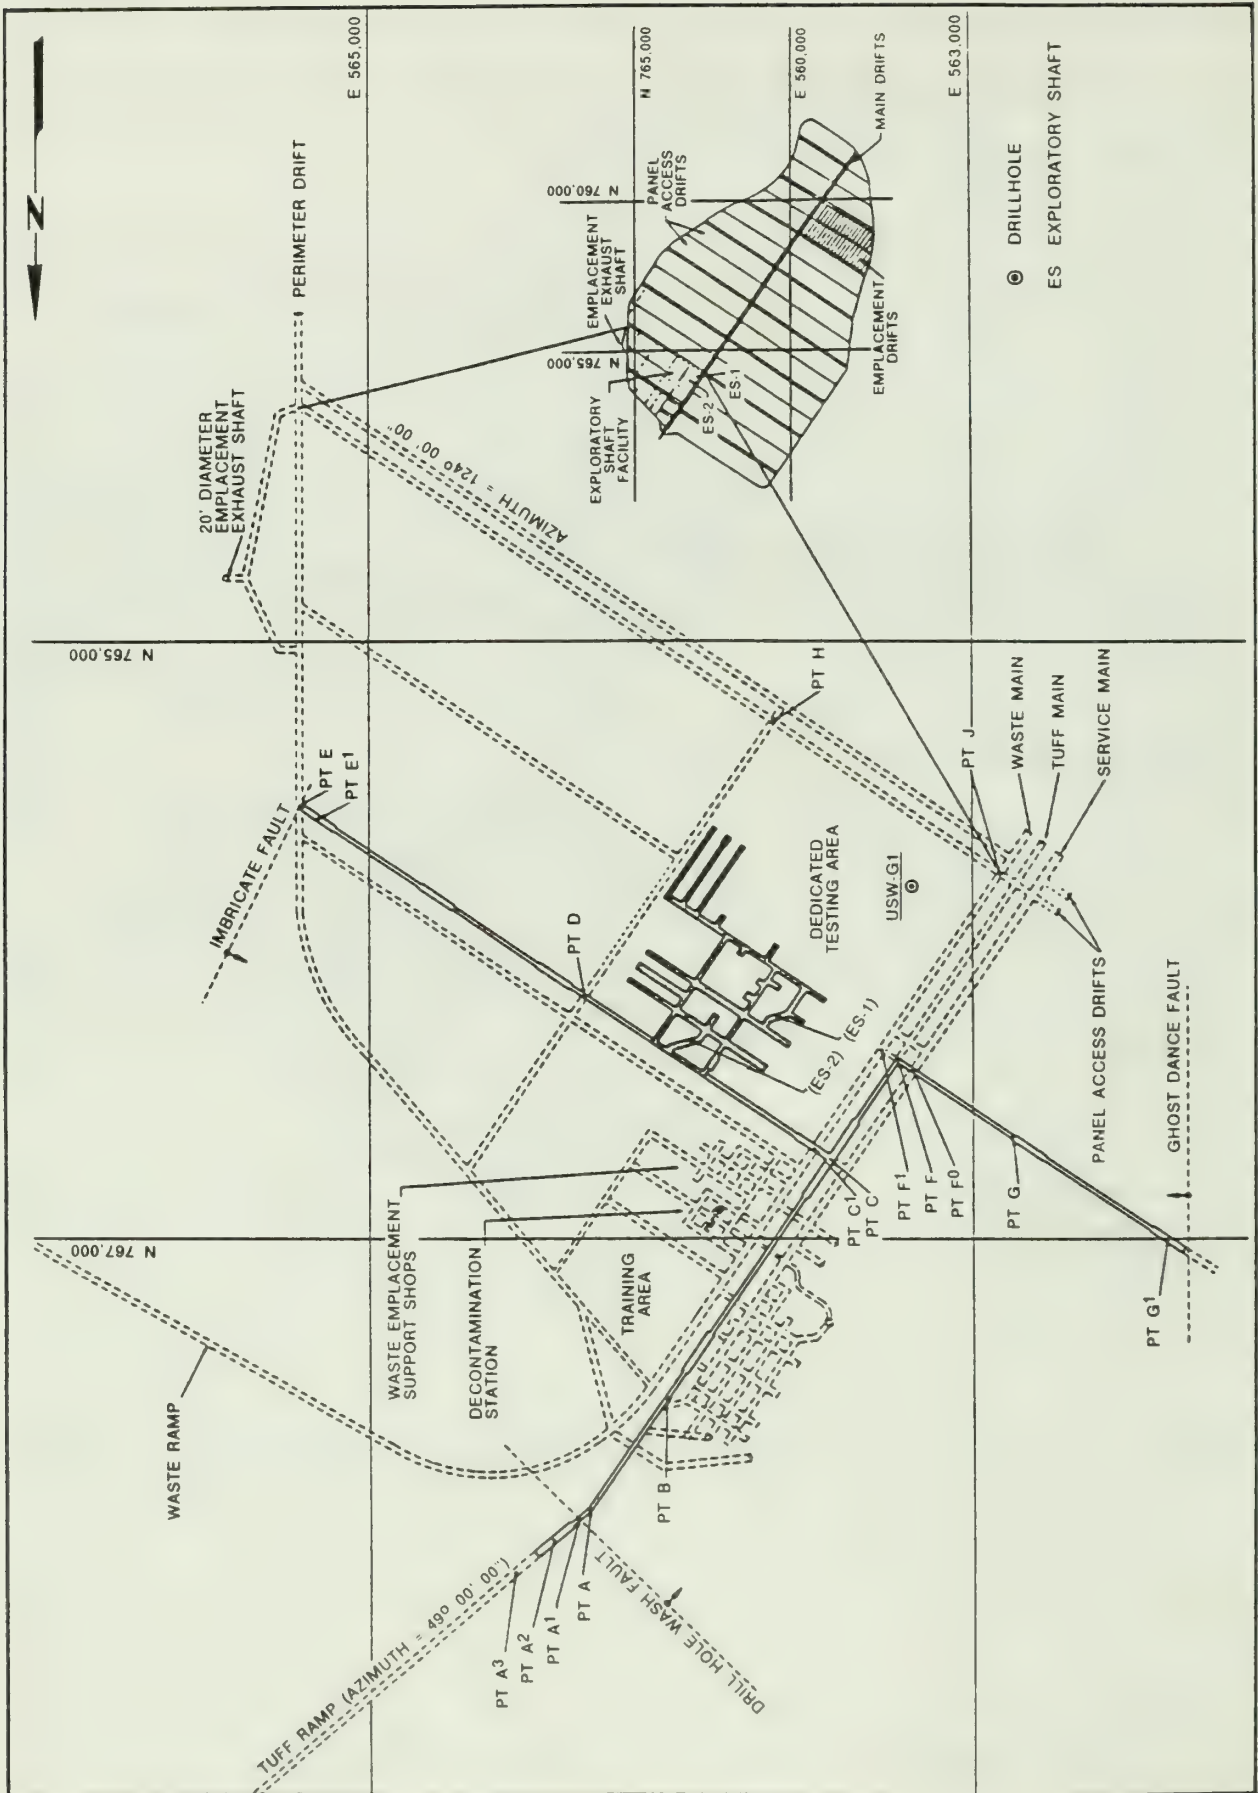 N
E 565,000
N 765,000
E 560,000
E 563,000
PERIMETER DRIFT
MAIN DRIFTS
PANEL
ACCESS
DRIFTS
N 760,000
EMPLACEMENT
EXHAUST
SHAFT
N 765,000
EXPLORATORY
SHAFT
FACILITY
ES-2
ES-1
EMPLACEMENT
DRIFTS
DRILLHOLE
ES EXPLORATORY SHAFT
20' DIAMETER
EMPLACEMENT
EXHAUST SHAFT
AZIMUTH = 124º 00' 00"
N 765,000
PT H
PT J
WASTE MAIN
TUFF MAIN
SERVICE MAIN
PT E
PT E¹
IMBRICATE FAULT
PT D
DEDICATED
TESTING AREA
USW-G1
(ES-1)
(ES-2)
PANEL ACCESS DRIFTS
GHOST DANCE FAULT
PT C¹
PT C
PT F¹
PT F
PT F⁰
PT G
PT G¹
N 767,000
WASTE EMPLACEMENT
SUPPORT SHOPS
DECONTAMINATION
STATION
TRAINING
AREA
WASTE RAMP
PT B
PT A
PT A¹
PT A²
PT A³
DRILL HOLE WASH FAULT
TUFF RAMP (AZIMUTH = 49º 00' 00")